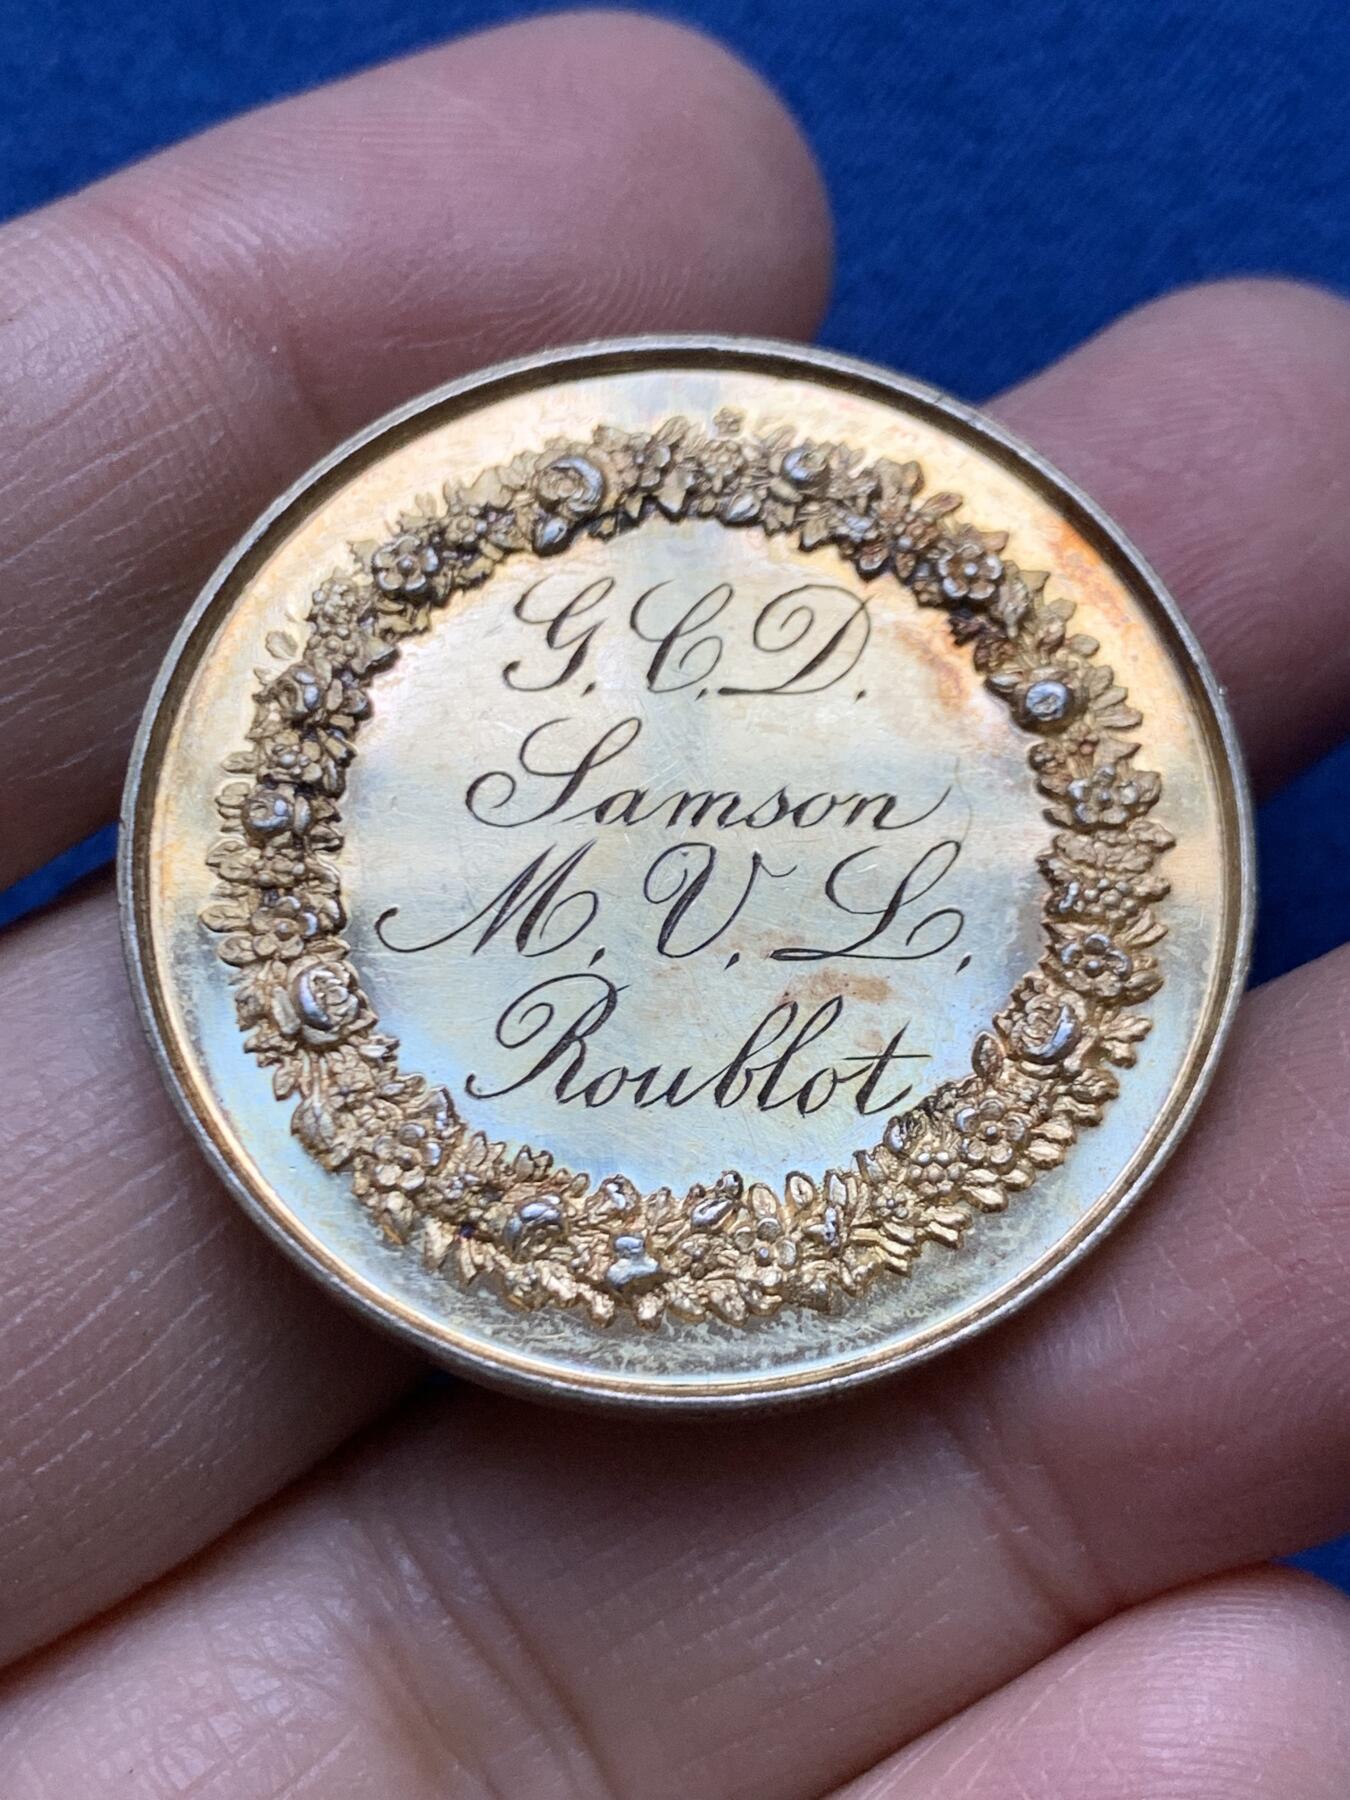 G. C. D.
Samson
M. V. L.
Roublot